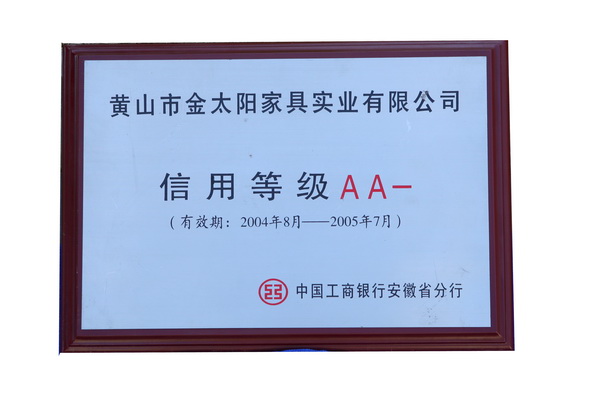 黄山市金太阳家具实业有限公司
信用等级AA-
(有效期：2004年8月——2005年7月)
中国工商银行安徽省分行